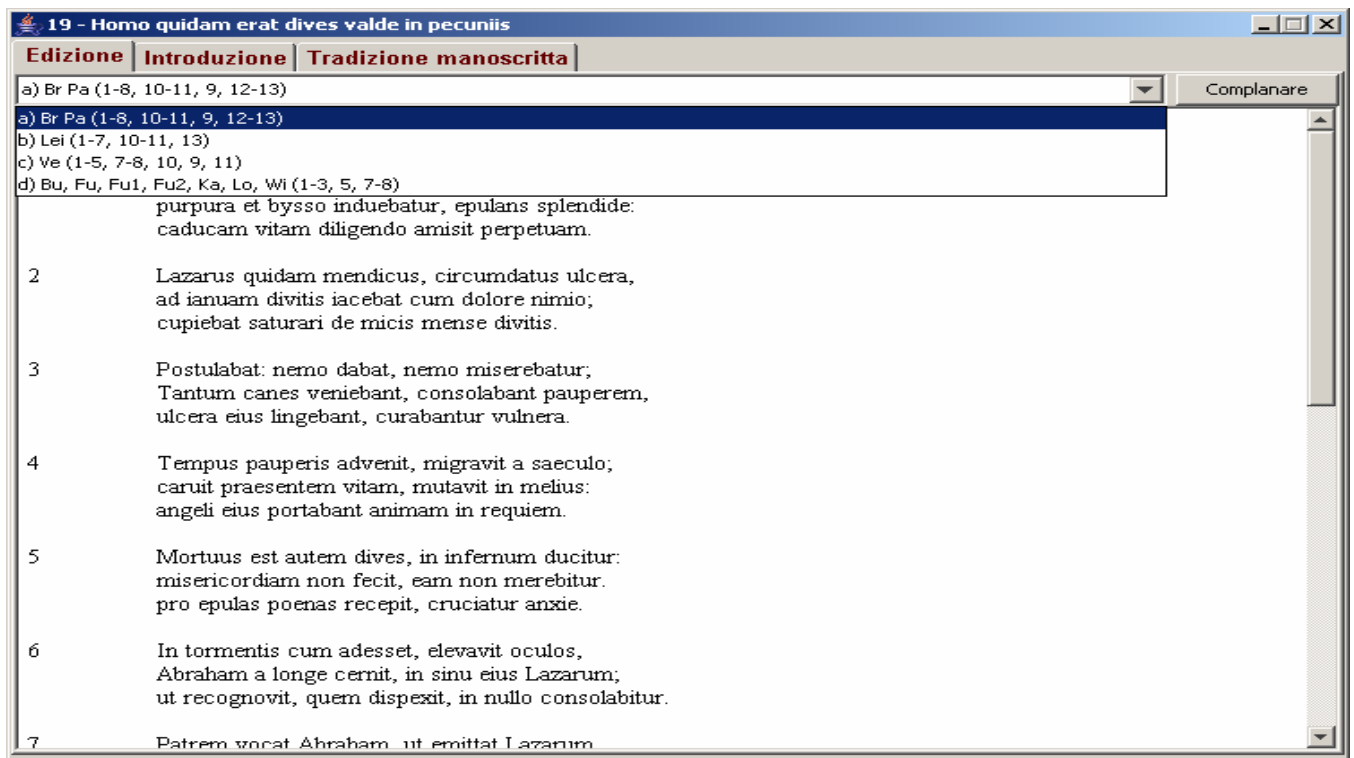 19 - Homo quidam erat dives valde in pecuniis
Edizione Introduzione Tradizione manoscritta
a) Br Pa (1-8, 10-11, 9, 12-13) Complanare
a) Br Pa (1-8, 10-11, 9, 12-13)
b) Lei (1-7, 10-11, 13)
c) Ve (1-5, 7-8, 10, 9, 11)
d) Bu, Fu, Fu1, Fu2, Ka, Lo, Wi (1-3, 5, 7-8)
purpura et bysso induebatur, epulans splendide:
caducam vitam diligendo amisit perpetuam.
2 Lazarus quidam mendicus, circumdatus ulcera,
ad ianuam divitis iacebat cum dolore nimio;
cupiebat saturari de micis mense divitis.
3 Postulabat: nemo dabat, nemo miserebatur;
Tantum canes veniebant, consolabant pauperem,
ulcera eius lingebant, curabantur vulnera.
4 Tempus pauperis advenit, migravit a saeculo;
caruit praesentem vitam, mutavit in melius:
angeli eius portabant animam in requiem.
5 Mortuus est autem dives, in infernum ducitur:
misericordiam non fecit, eam non merebitur.
pro epulas poenas recepit, cruciatur anxie.
6 In tormentis cum adesset, elevavit oculos,
Abraham a longe cernit, in sinu eius Lazarum;
ut recognovit, quem dispexit, in nullo consolabitur.
7 Patrem vocat Abraham, ut emittat Lazarum